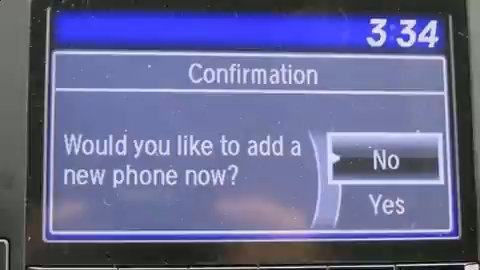 3:34
Confirmation
Would you like to add a
new phone now?
No
Yes